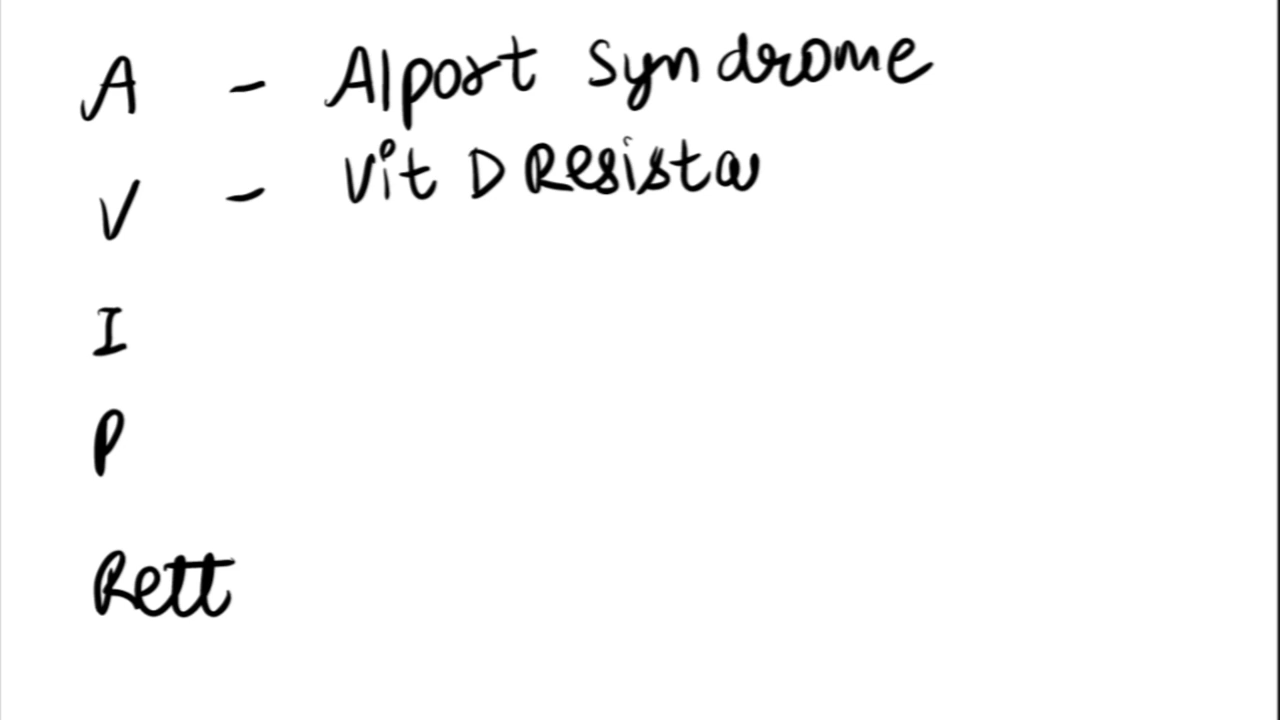 A - Alport syndrome
V - Vit D Resista
I
P
Rett